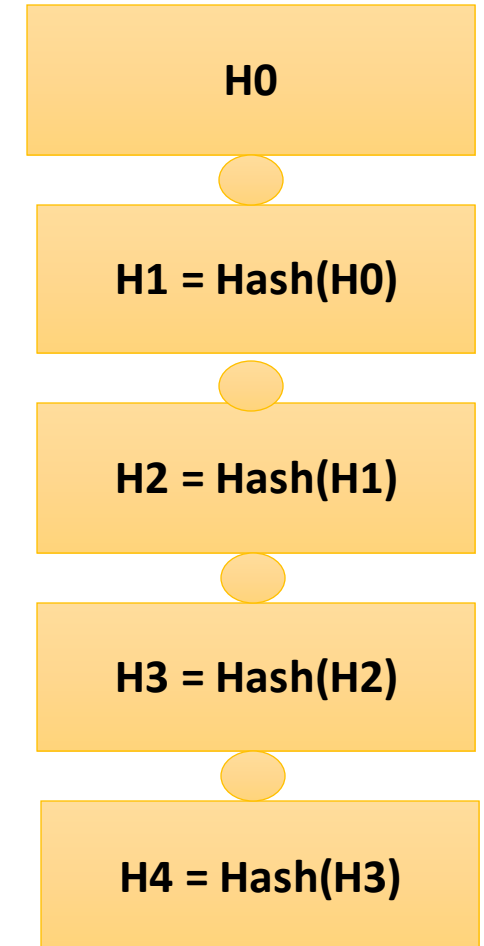 H0
H1 = Hash(H0)
H2 = Hash(H1)
H3 = Hash(H2)
H4 = Hash(H3)